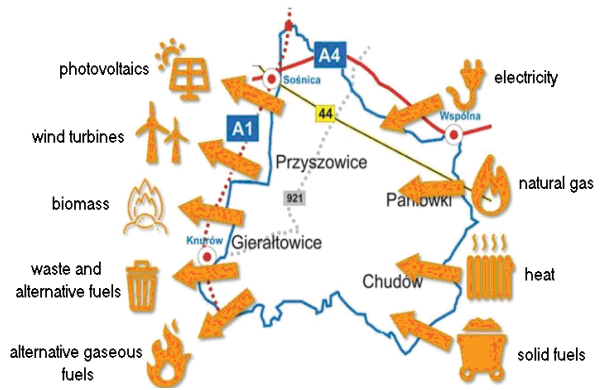 photovoltaics
wind turbines
biomass
waste and
alternative fuels
alternative gaseous
fuels
A4
Sośnica
44
A1
Przyszowice
921
Knurów
Gierałtowice
Wspólna
Paniówki
Chudów
electricity
natural gas
heat
solid fuels